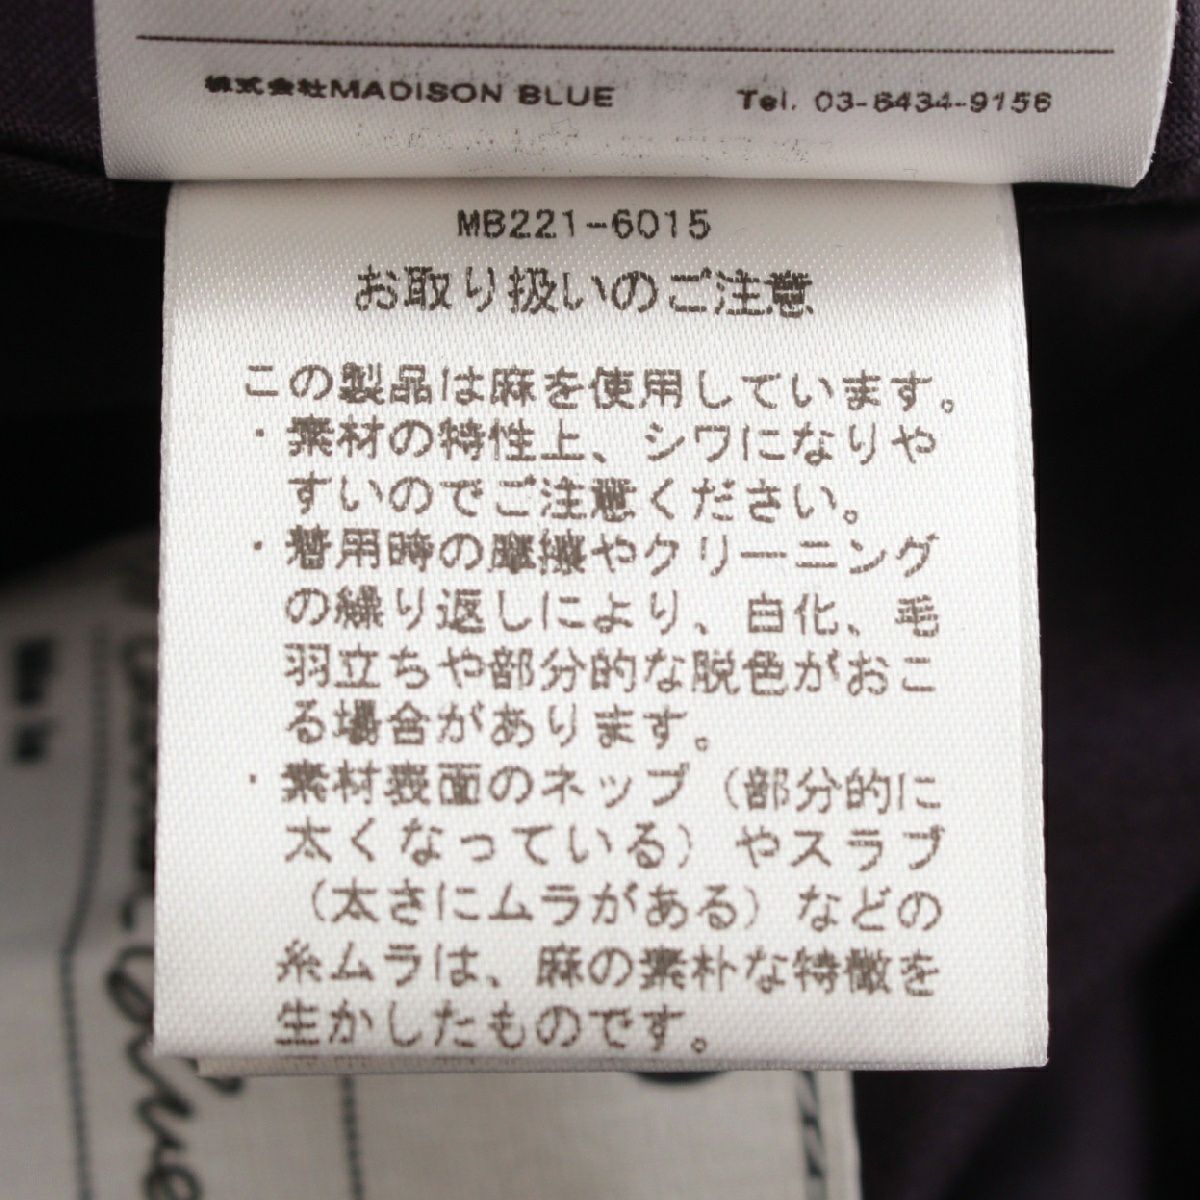 株式会社MADISON BLUE Tel. 03-6434-9156
MB221-6015
お取り扱いのご注意
この製品は麻を使用しています。
・素材の特性上、シワになりや
すいのでご注意ください。
・着用時の摩擦やクリーニング
の繰り返しにより、白化、毛
羽立ちや部分的な脱色がおこ
る場合があります。
・素材表面のネップ（部分的に
太くなっている）やスラブ
（太さにムラがある）などの
糸ムラは、麻の素朴な特徴を
生かしたものです。